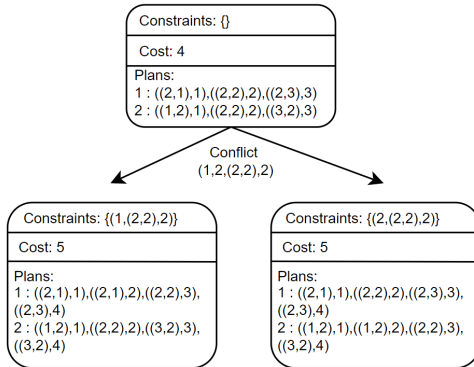 Constraints: {}
Cost: 4
Plans:
1 : ((2,1),1),((2,2),2),((2,3),3)
2 : ((1,2),1),((2,2),2),((3,2),3)
Conflict
(1,2,(2,2),2)
Constraints: {(1,(2,2),2)}
Cost: 5
Plans:
1 : ((2,1),1),((2,1),2),((2,2),3),
((2,3),4)
2 : ((1,2),1),((2,2),2),((3,2),3),
((3,2),4)
Constraints: {(2,(2,2),2)}
Cost: 5
Plans:
1 : ((2,1),1),((2,2),2),((2,3),3),
((2,3),4)
2 : ((1,2),1),((1,2),2),((2,2),3),
((3,2),4)